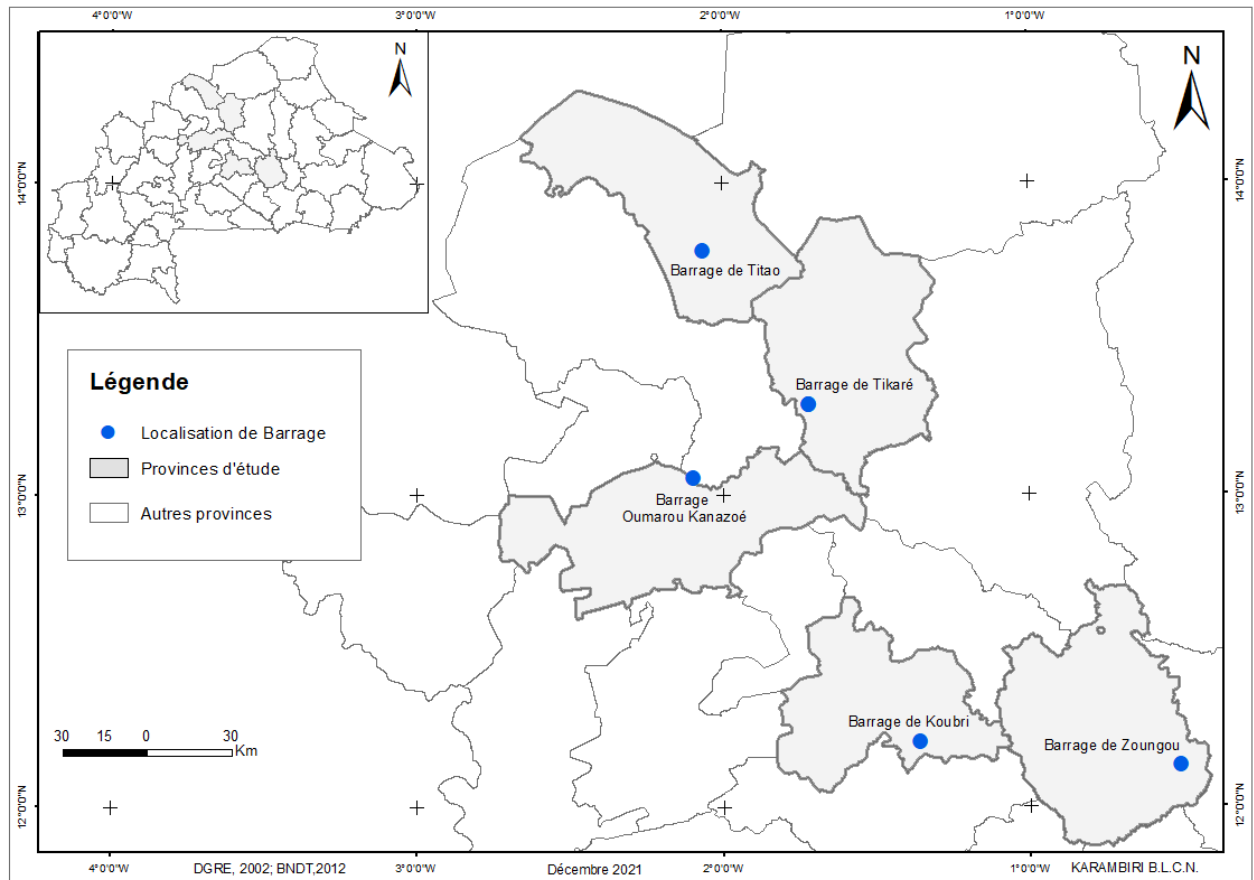 4°0'0"W 3°0'0"W 2°0'0"W 1°0'0"W
N
N
14°0'0"N
14°0'0"N
Barrage de Titao
Légende
Localisation de Barrage
Provinces d'étude
Autres provinces
Barrage de Tikaré
13°0'0"N
13°0'0"N
Barrage
Oumarou Kanazoé
30 15 0 30
Km
Barrage de Koubri
Barrage de Zoungou
12°0'0"N
12°0'0"N
4°0'0"W 3°0'0"W 2°0'0"W 1°0'0"W
DGRE, 2002; BNDT,2012 Décembre 2021 KARAMBIRI B.L.C.N.